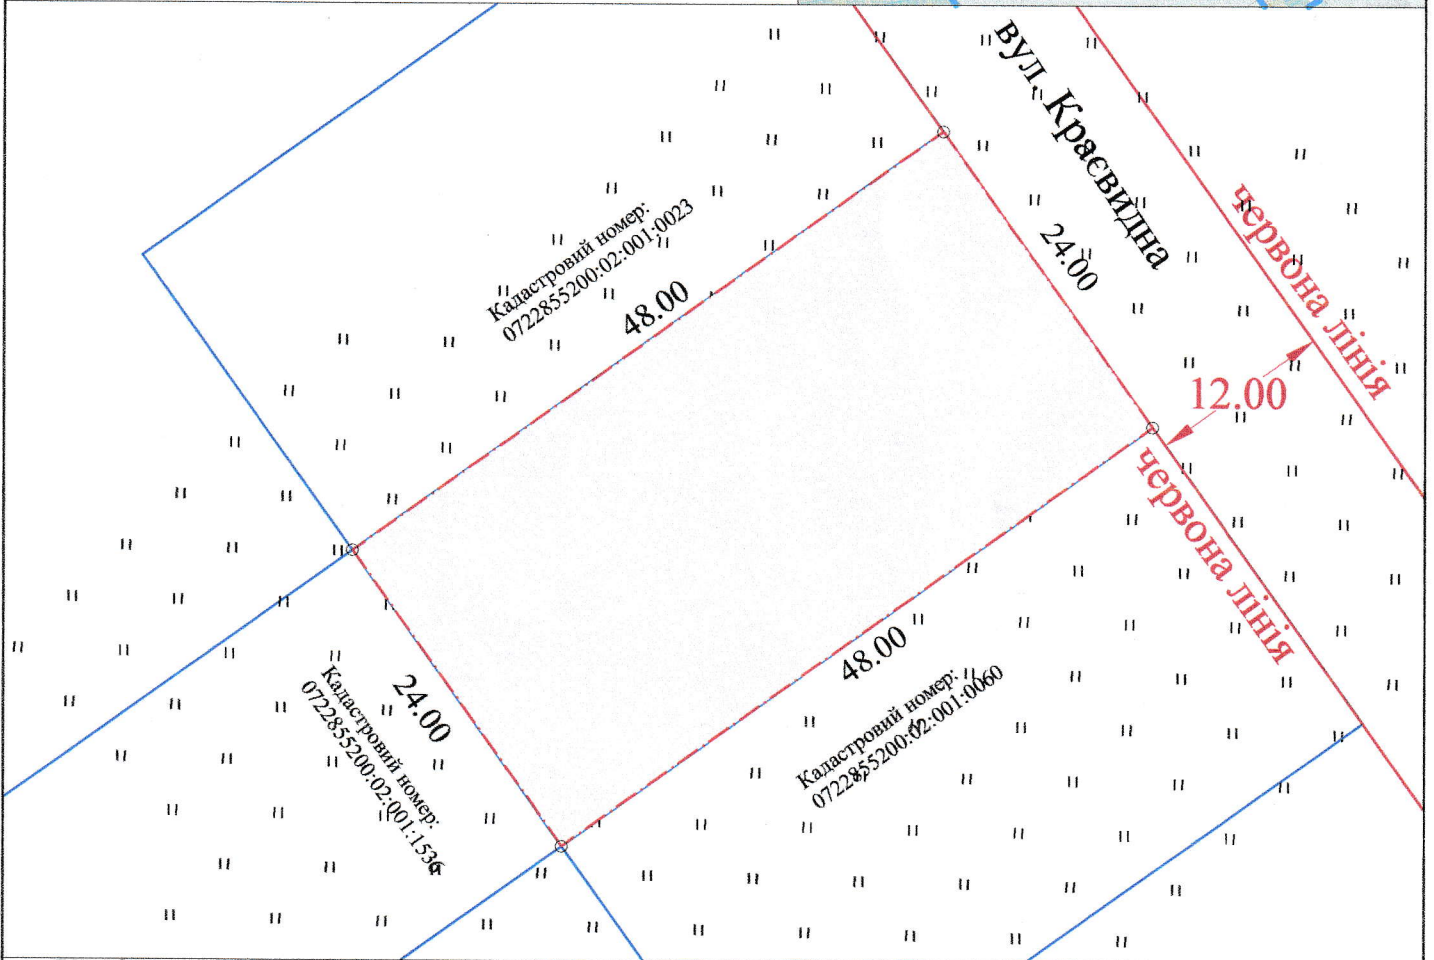 вул. Краєвидна
червона лінія
Кадастровий номер:
0722855200:02:001:0023
48.00
24.00
12.00
червона лінія
48.00
Кадастровий номер:
0722855200:02:001:0060
24.00
Кадастровий номер:
0722855200:02:001:1536